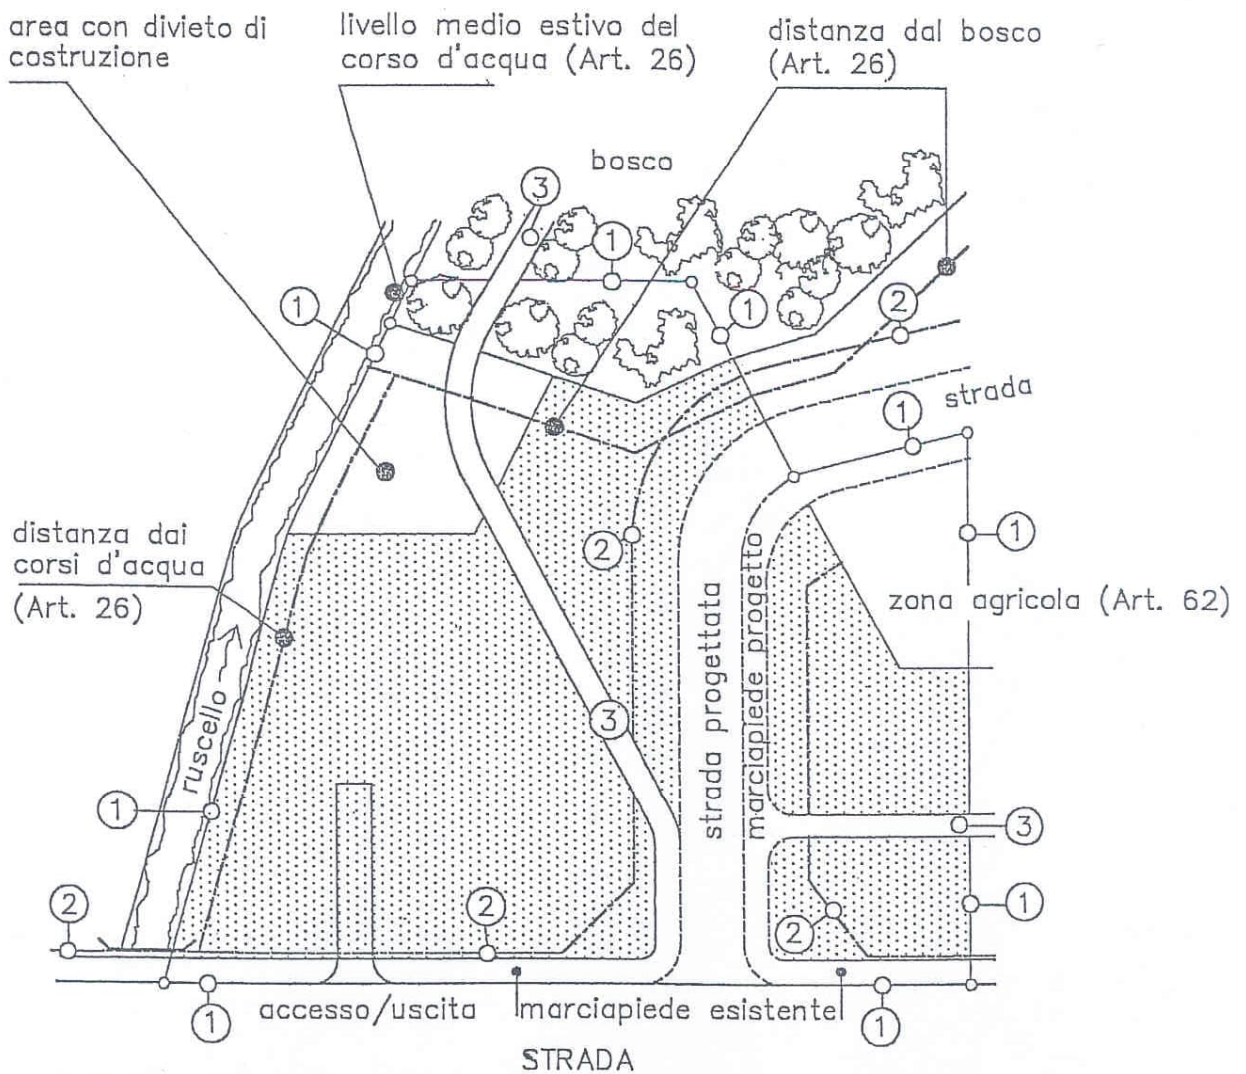 area con divieto di
costruzione
livello medio estivo del
corso d'acqua (Art. 26)
distanza dal bosco
(Art. 26)
bosco
3
1
1
1
2
1
strada
distanza dai
corsi d'acqua
(Art. 26)
2
1
zona agricola (Art. 62)
ruscello
3
strada progettata
marciapiede progetto
1
3
2
2
2
1
accesso/uscita
marciapiede esistente
1
1
STRADA